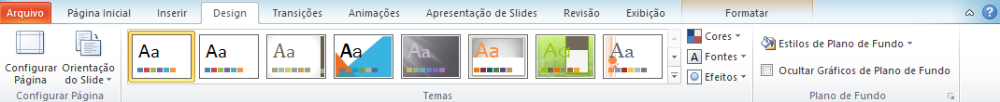 Arquivo Página Inicial Inserir Design Transições Animações Apresentação de Slides Revisão Exibição Formatar
Configurar Página
Orientação do Slide
Configurar Página
Aa Aa Aa Aa Aa Aa Aa Aa
Temas
Cores
Fontes
Efeitos
Estilos de Plano de Fundo
Ocultar Gráficos de Plano de Fundo
Plano de Fundo